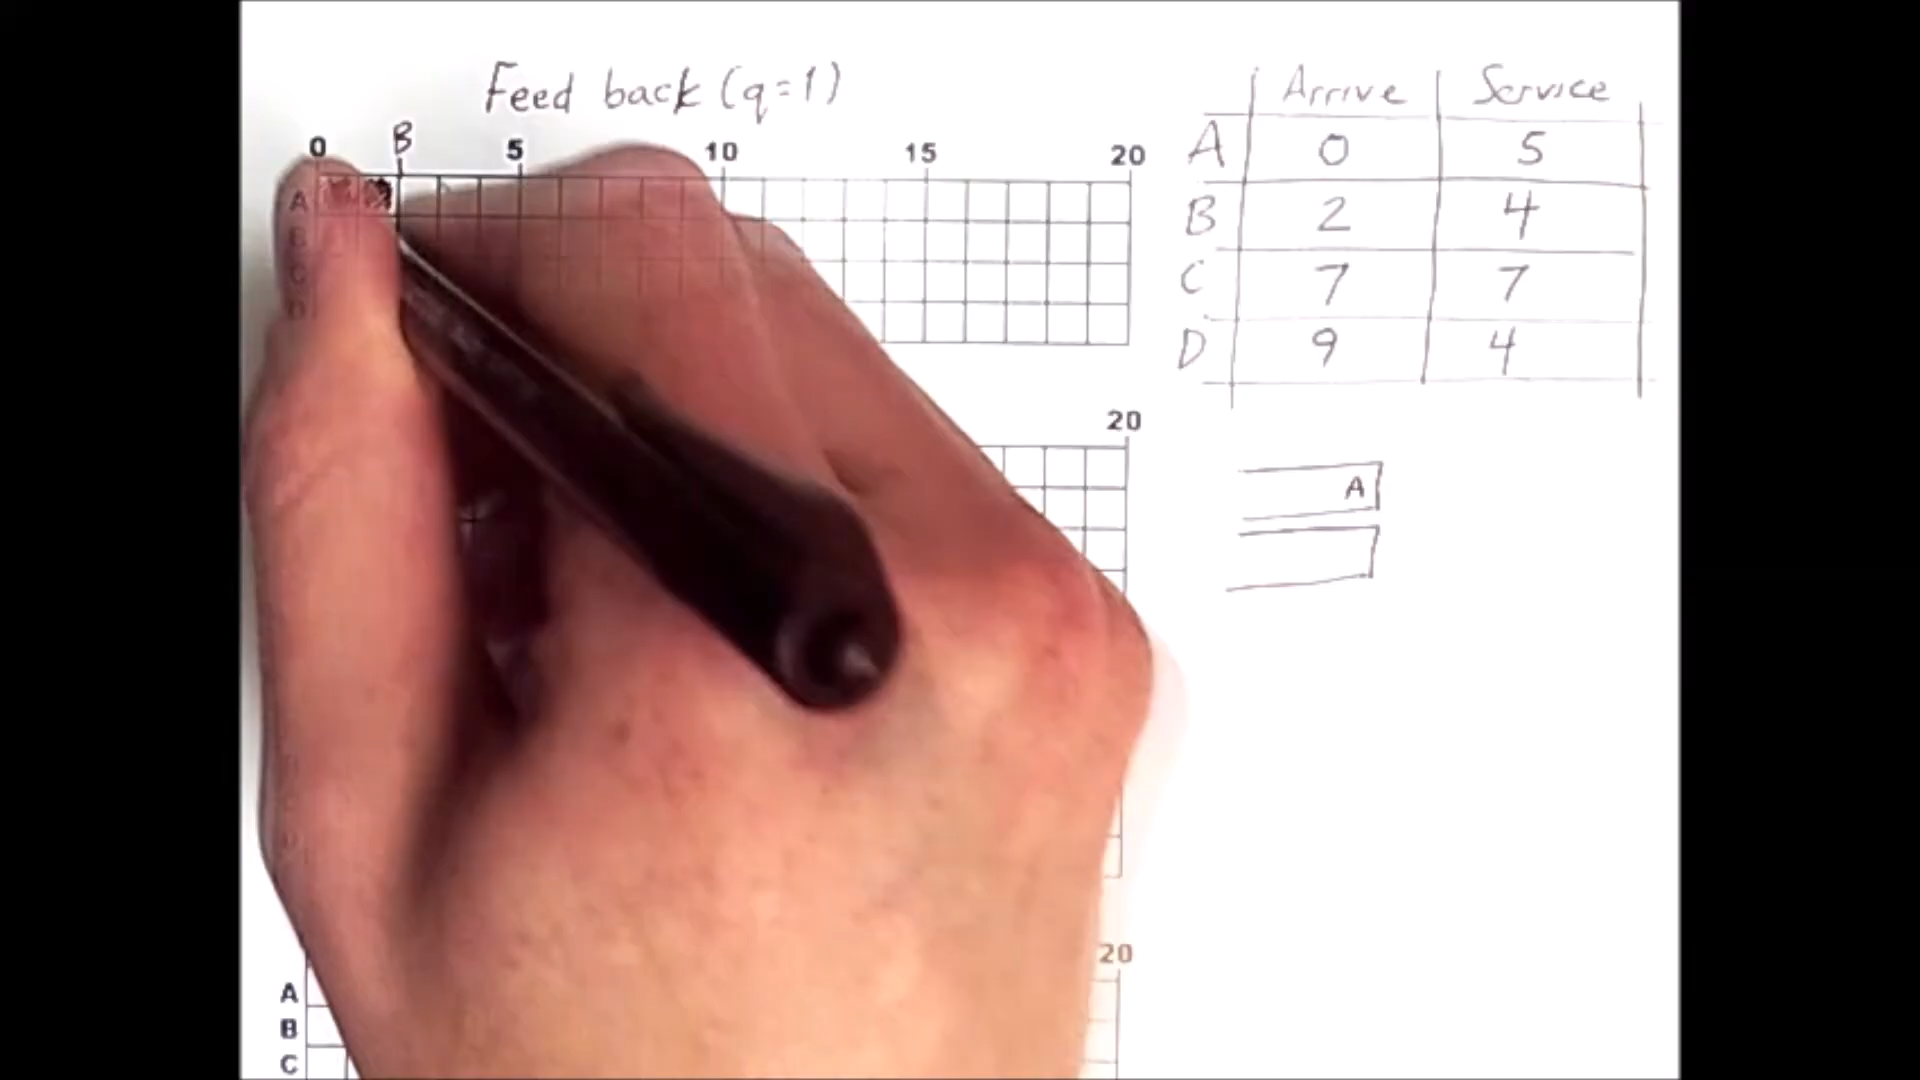 Feed back (q=1)
0 B 5 10 15 20
A
B
C
D
Arrive Service
A 0 5
B 2 4
C 7 7
D 9 4
20
A
20
A
B
C